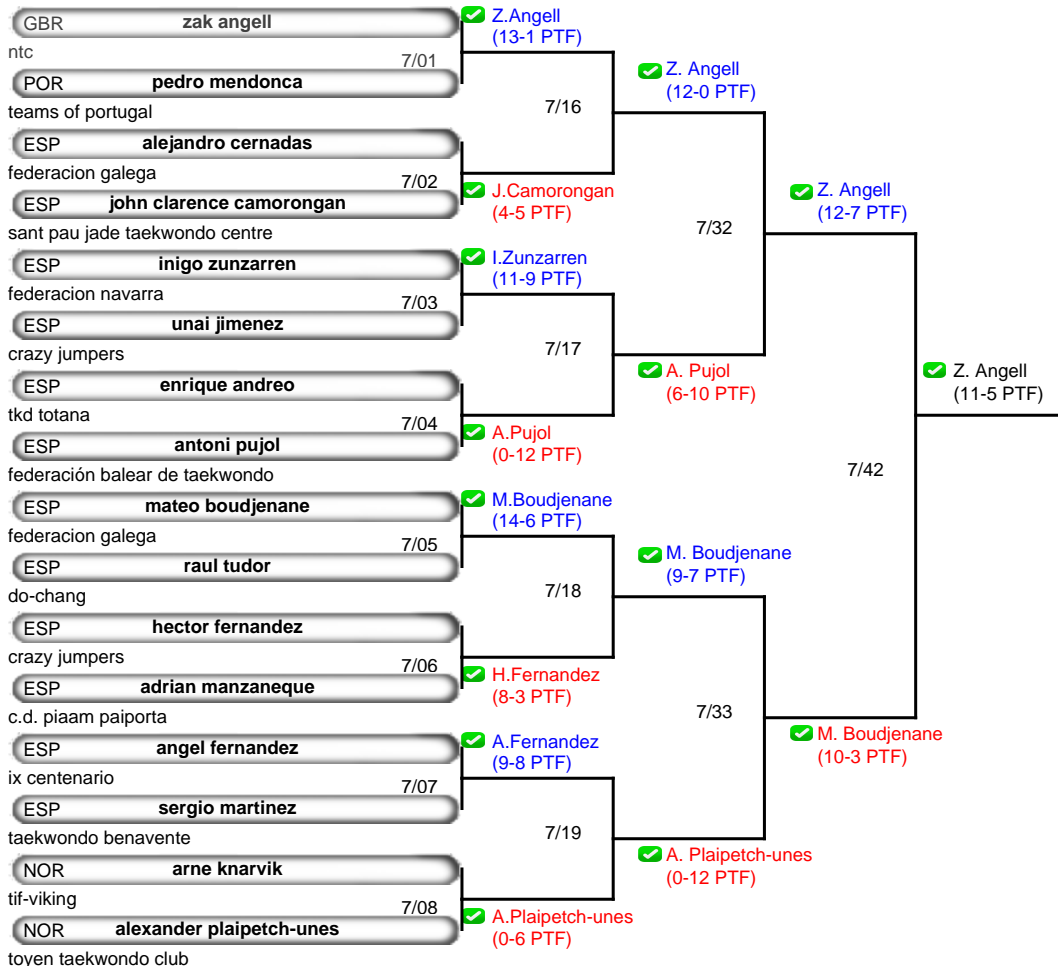 GBR zak angell
ntc
7/01
POR pedro mendonca
teams of portugal
ESP alejandro cernadas
federacion galega
7/02
ESP john clarence camorongan
sant pau jade taekwondo centre
ESP inigo zunzarren
federacion navarra
7/03
ESP unai jimenez
crazy jumpers
ESP enrique andreo
tkd totana
7/04
ESP antoni pujol
federación balear de taekwondo
ESP mateo boudjenane
federacion galega
7/05
ESP raul tudor
do-chang
ESP hector fernandez
crazy jumpers
7/06
ESP adrian manzaneque
c.d. piaam paiporta
ESP angel fernandez
ix centenario
7/07
ESP sergio martinez
taekwondo benavente
NOR arne knarvik
tif-viking
7/08
NOR alexander plaipetch-unes
toyen taekwondo club
Z.Angell
(13-1 PTF)
7/16
J.Camorongan
(4-5 PTF)
I.Zunzarren
(11-9 PTF)
7/17
A.Pujol
(0-12 PTF)
M.Boudjenane
(14-6 PTF)
7/18
H.Fernandez
(8-3 PTF)
A.Fernandez
(9-8 PTF)
7/19
A.Plaipetch-unes
(0-6 PTF)
Z. Angell
(12-0 PTF)
7/32
A. Pujol
(6-10 PTF)
M. Boudjenane
(9-7 PTF)
7/33
A. Plaipetch-unes
(0-12 PTF)
Z. Angell
(12-7 PTF)
7/42
M. Boudjenane
(10-3 PTF)
Z. Angell
(11-5 PTF)